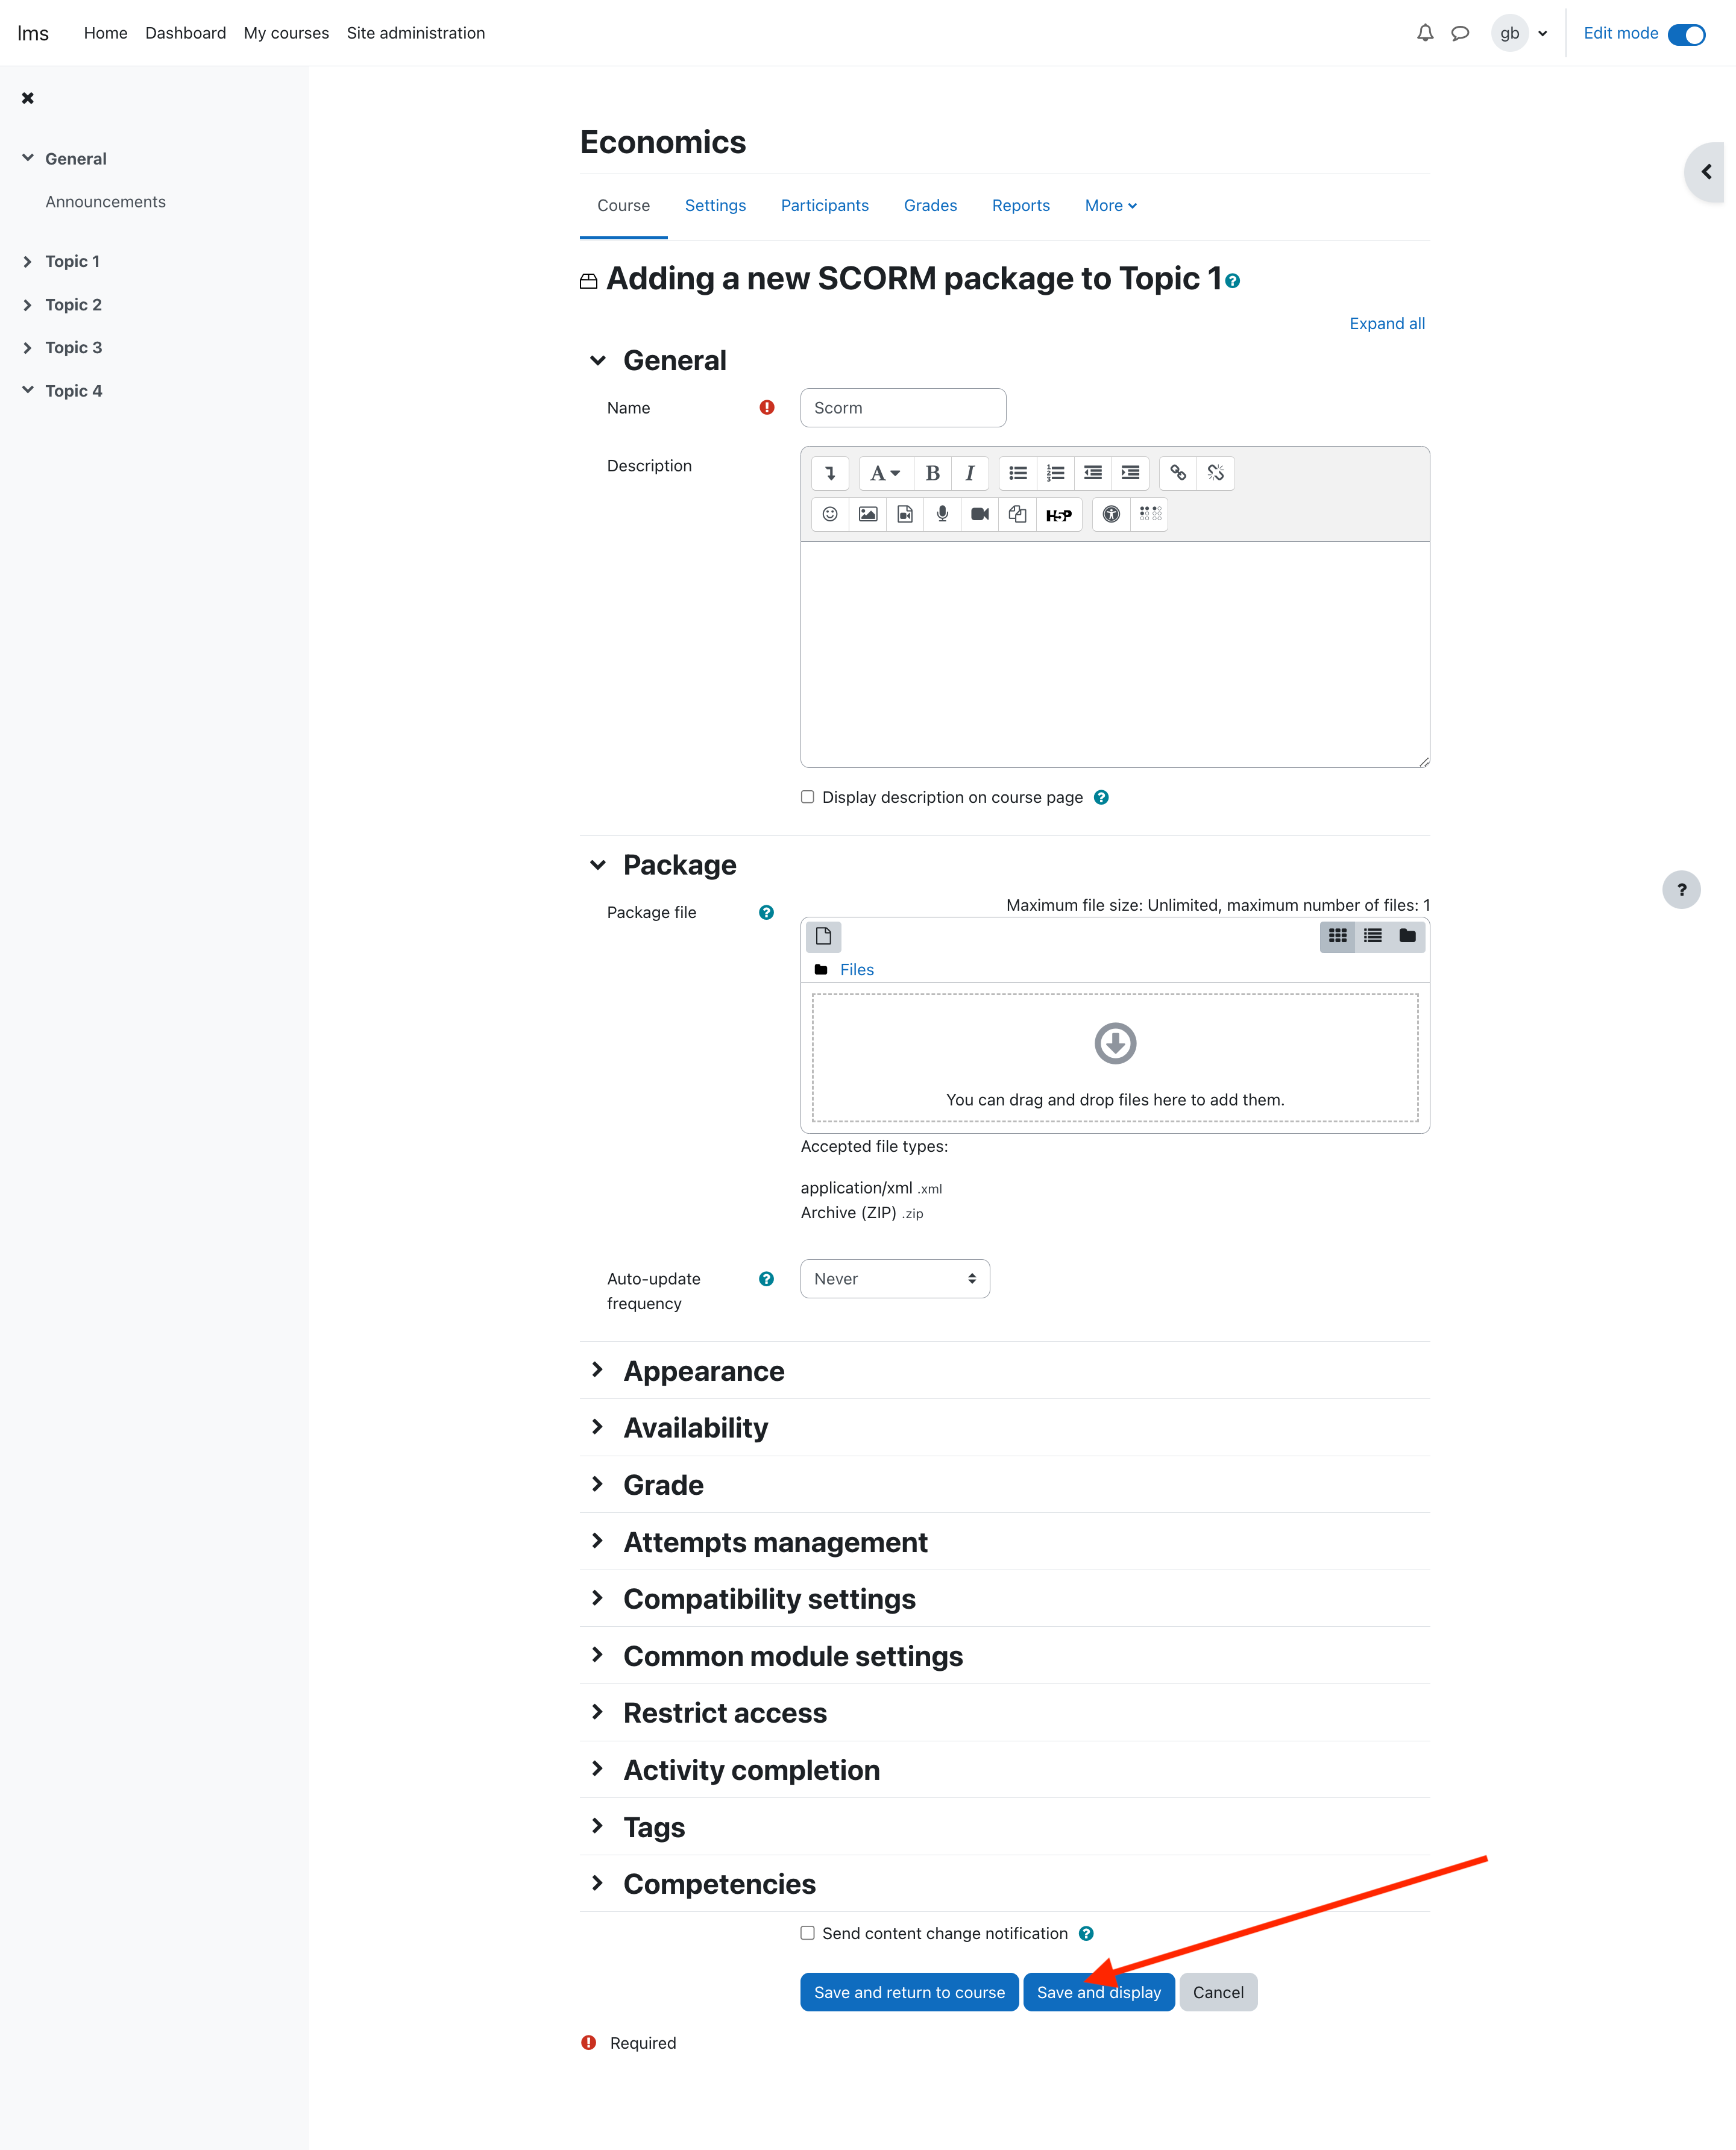 lms Home Dashboard My courses Site administration gb Edit mode
General
Announcements
Topic 1
Topic 2
Topic 3
Topic 4
Economics
Course Settings Participants Grades Reports More
Adding a new SCORM package to Topic 1
Expand all
General
Name
Scorm
Description
A B I
H5P
Display description on course page
Package
Package file
Maximum file size: Unlimited, maximum number of files: 1
Files
You can drag and drop files here to add them.
Accepted file types:
application/xml .xml
Archive (ZIP) .zip
Auto-update
frequency
Never
Appearance
Availability
Grade
Attempts management
Compatibility settings
Common module settings
Restrict access
Activity completion
Tags
Competencies
Send content change notification
Save and return to course Save and display Cancel
Required